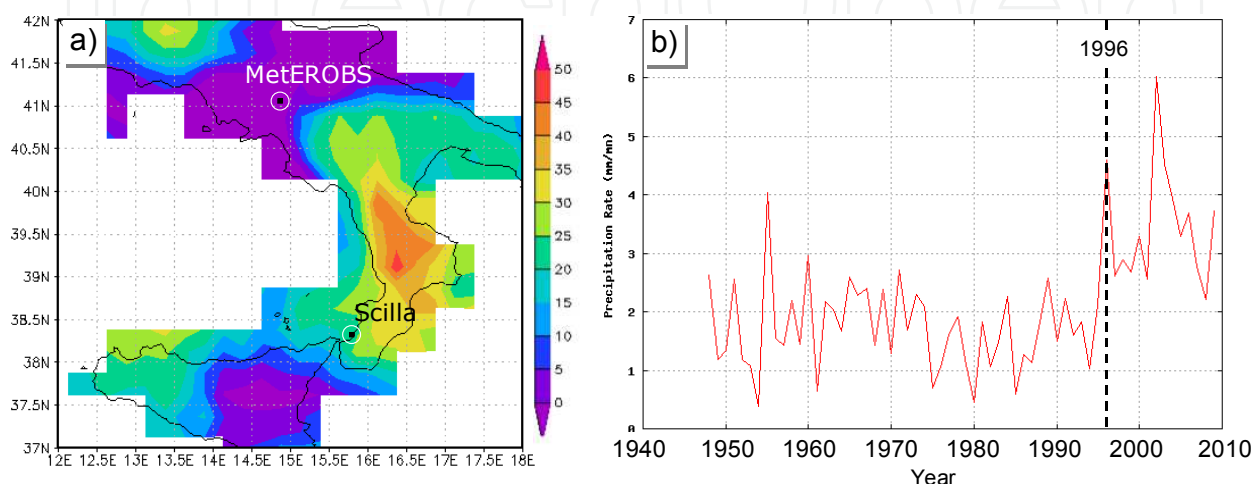 a)
42N
41.5N
41N
40.5N
40N
39.5N
39N
38.5N
38N
37.5N
37N
12E 12.5E 13E 13.5E 14E 14.5E 15E 15.5E 16E 16.5E 17E 17.5E 18E
MetEROBS
Scilla
50
45
40
35
30
25
20
15
10
5
0
b)
1996
Precipitation Rate (mm/mn)
7
6
5
4
3
2
1
0
1940 1950 1960 1970 1980 1990 2000 2010
Year